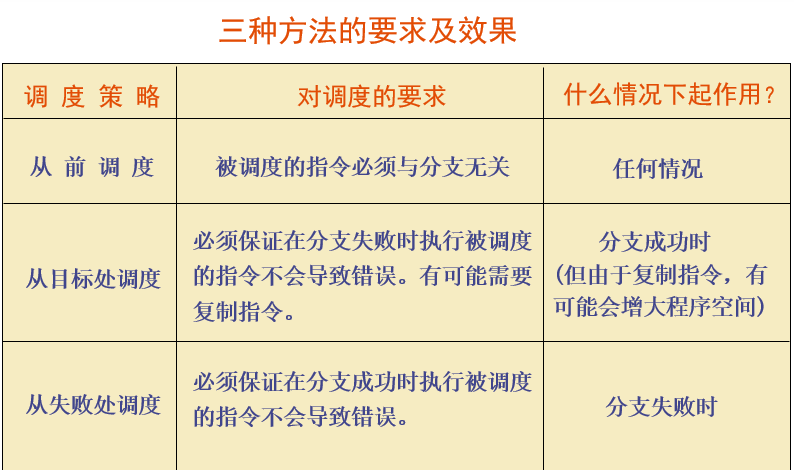 三种方法的要求及效果
调 度 策 略
对调度的要求
什么情况下起作用?
从 前 调 度
被调度的指令必须与分支无关
任何情况
从目标处调度
必须保证在分支失败时执行被调度
的指令不会导致错误。有可能需要
复制指令。
分支成功时
(但由于复制指令，有
可能会增大程序空间)
从失败处调度
必须保证在分支成功时执行被调度
的指令不会导致错误。
分支失败时